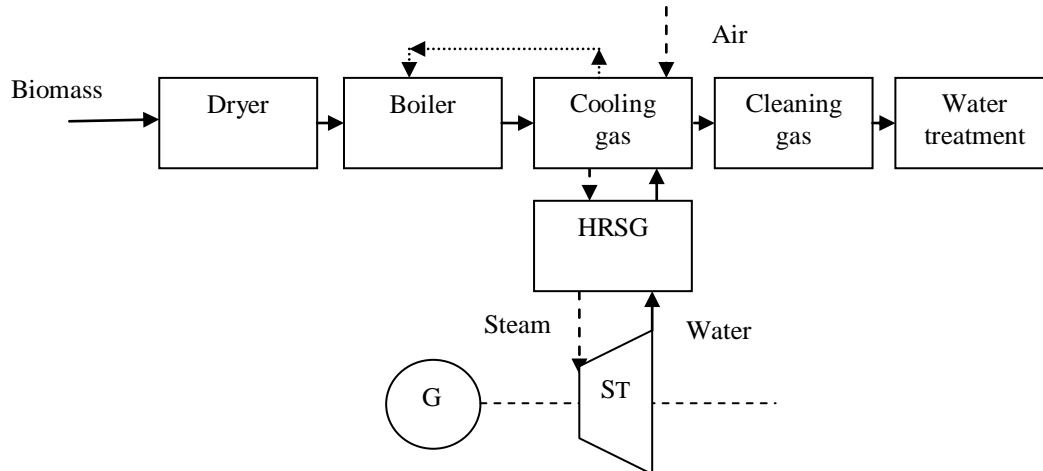 Air
Biomass
Dryer
Boiler
Cooling
gas
Cleaning
gas
Water
treatment
HRSG
Steam
Water
G
ST